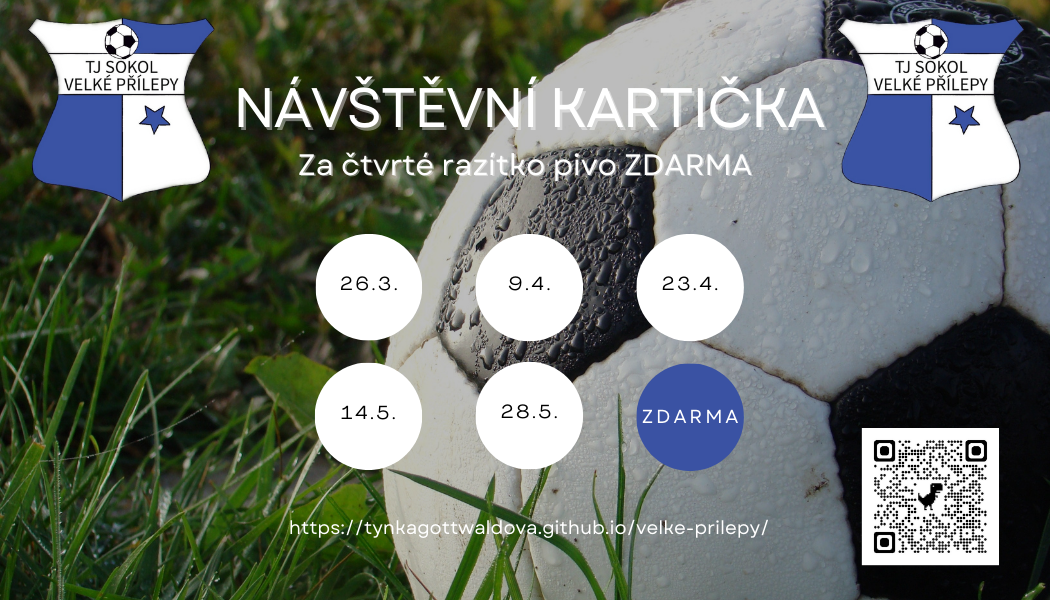 TJ SOKOL
VELKÉ PŘÍLEPY
TJ SOKOL
VELKÉ PŘÍLEPY
NÁVŠTĚVNÍ KARTIČKA
Za čtvrté razítko pivo ZDARMA
26.3.
9.4.
23.4.
14.5.
28.5.
ZDARMA
https://tynkagottwaldova.github.io/velke-prilepy/